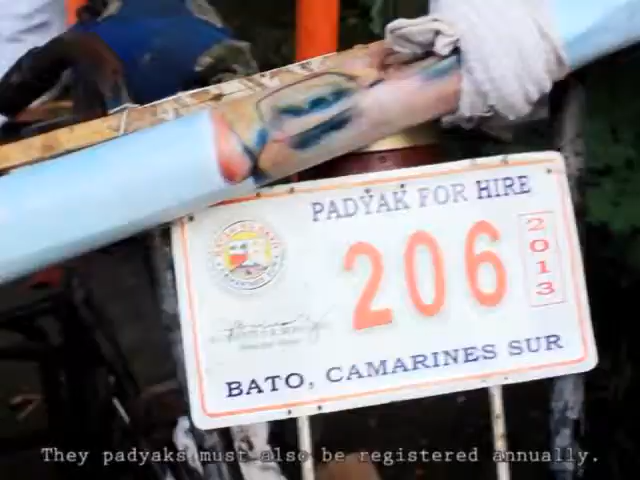 PADYAK FOR HIRE
206
2013
BATO, CAMARINES SUR
They padyaks must also be registered annually.